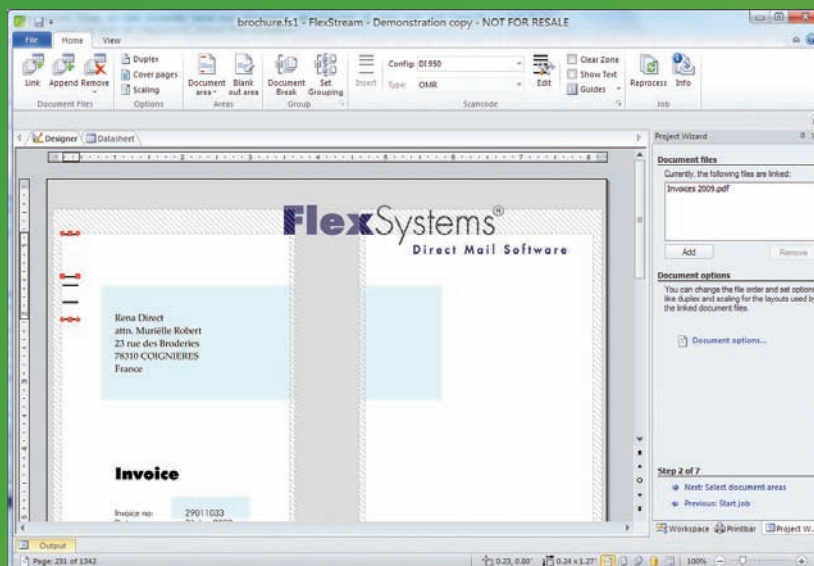 brochure.fs1 - FlexStream - Demonstration copy - NOT FOR RESALE
File Home View
Link Append Remove
Document Files
Duplex
Cover pages
Scaling
Options
Document area
Blank out area
Areas
Document Break
Set Grouping
Group
Insert
Config: DI 950
Type: OMR
Edit
Scancode
Clear Zone
Show Text
Guides
Reprocess Info
Job
Designer Datasheet
FlexSystems®
Direct Mail Software
Rena Direct
attn. Muriëlle Robert
23 rue des Broderies
78310 COIGNIERES
France
Invoice
Invoice no: 29011033
Project Wizard
Document files
Currently, the following files are linked:
Invoices 2009.pdf
Add Remove
Document options
You can change the file order and set options
like duplex and scaling for the layouts used by
the linked document files.
Document options...
Step 2 of 7
Next: Select document areas
Previous: Start job
Workspace Printbar Project W...
Output
Page: 231 of 1342
0.23, 0.80" 0.24 x 1.27" 100%